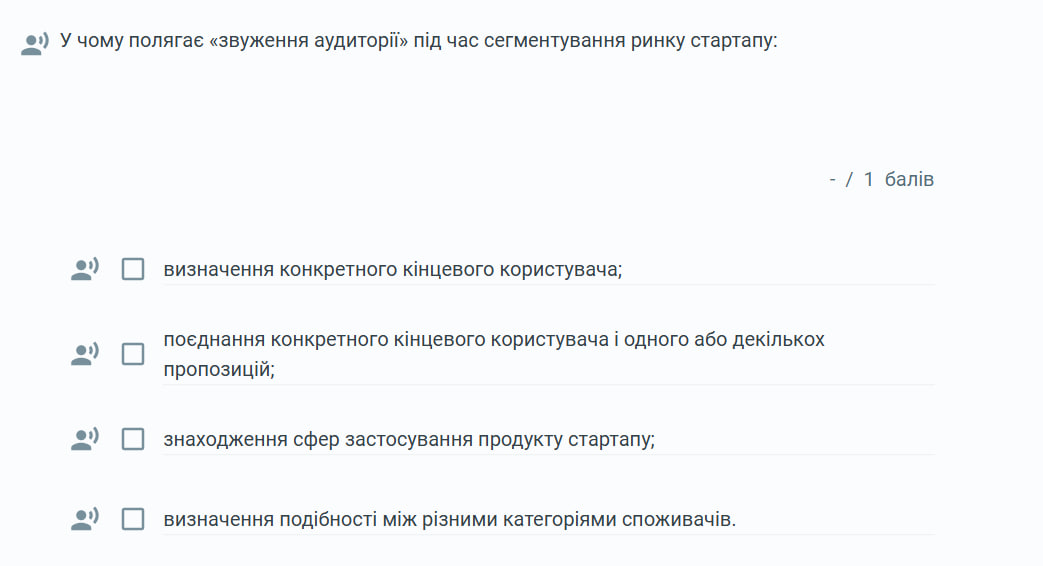 У чому полягає «звуження аудиторії» під час сегментування ринку стартапу:
- / 1 балів
визначення конкретного кінцевого користувача;
поєднання конкретного кінцевого користувача і одного або декількох
пропозицій;
знаходження сфер застосування продукту стартапу;
визначення подібності між різними категоріями споживачів.